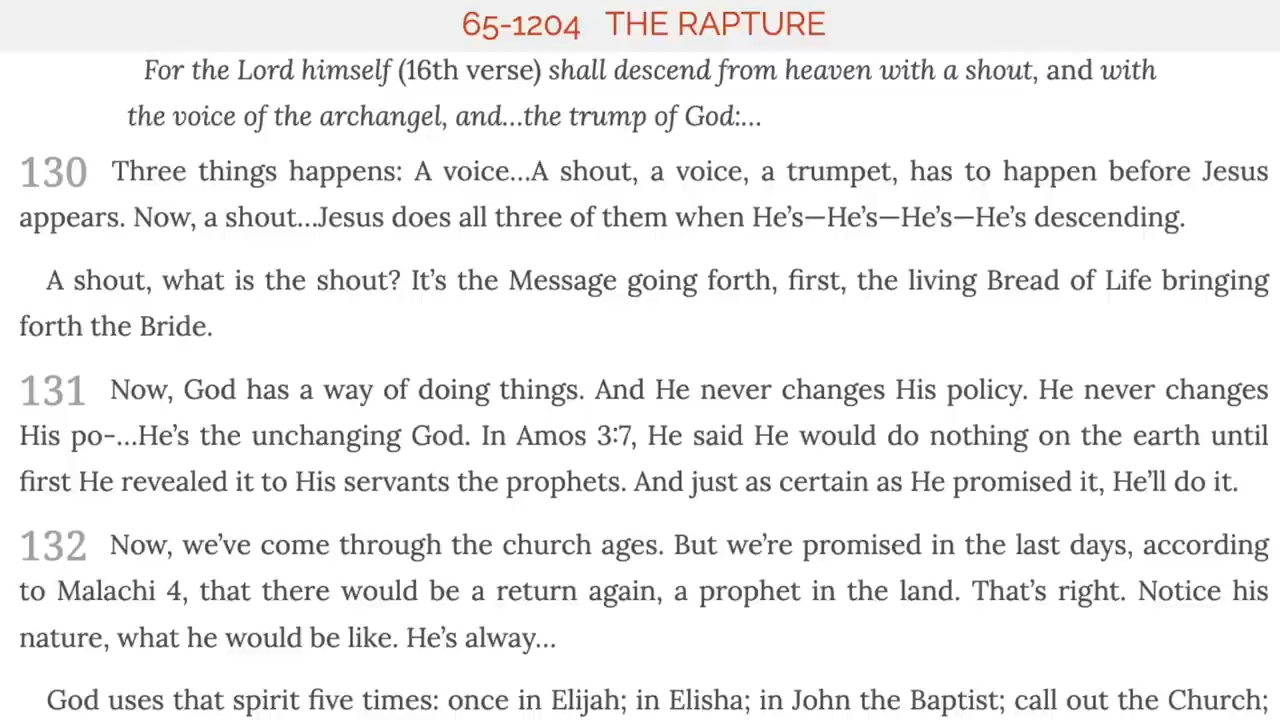 65-1204 THE RAPTURE
For the Lord himself (16th verse) shall descend from heaven with a shout, and with
the voice of the archangel, and…the trump of God:…
130 Three things happens: A voice…A shout, a voice, a trumpet, has to happen before Jesus
appears. Now, a shout…Jesus does all three of them when He’s—He’s—He’s—He’s descending.
A shout, what is the shout? It’s the Message going forth, first, the living Bread of Life bringing
forth the Bride.
131 Now, God has a way of doing things. And He never changes His policy. He never changes
His po-…He’s the unchanging God. In Amos 3:7, He said He would do nothing on the earth until
first He revealed it to His servants the prophets. And just as certain as He promised it, He’ll do it.
132 Now, we’ve come through the church ages. But we’re promised in the last days, according
to Malachi 4, that there would be a return again, a prophet in the land. That’s right. Notice his
nature, what he would be like. He’s alway…
God uses that spirit five times: once in Elijah; in Elisha; in John the Baptist; call out the Church;